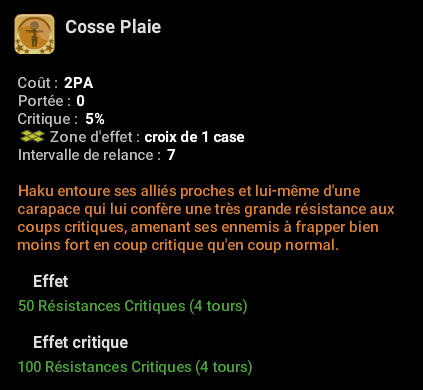 Cosse Plaie
Coût : 2PA
Portée : 0
Critique : 5%
Zone d'effet : croix de 1 case
Intervalle de relance : 7
Haku entoure ses alliés proches et lui-même d'une
carapace qui lui confère une très grande résistance aux
coups critiques, amenant ses ennemis à frapper bien
moins fort en coup critique qu'en coup normal.
Effet
50 Résistances Critiques (4 tours)
Effet critique
100 Résistances Critiques (4 tours)